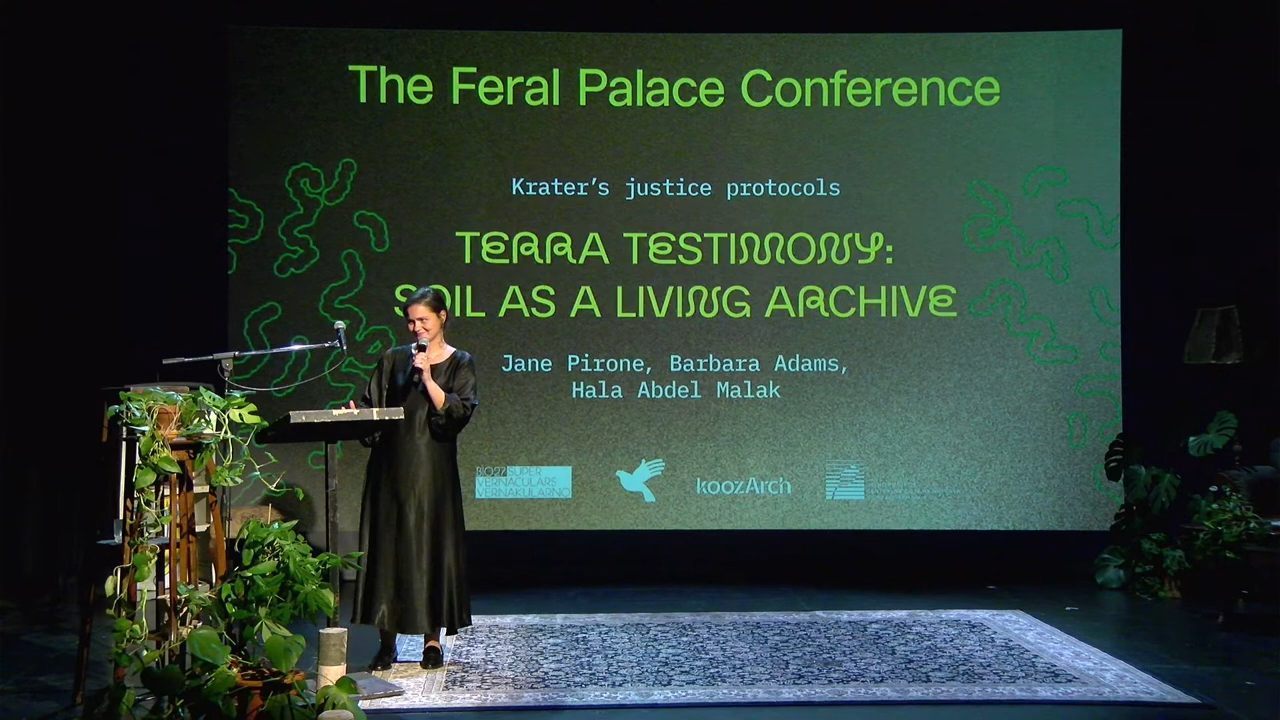 The Feral Palace Conference
Krater's justice protocols
TERRA TESTIMONY:
SOIL AS A LIVING ARCHIVE
Jane Pirone, Barbara Adams,
Hala Abdel Malak
BIO27 SUPER
VERNACULARS
VERNAKULARNO
koozArch